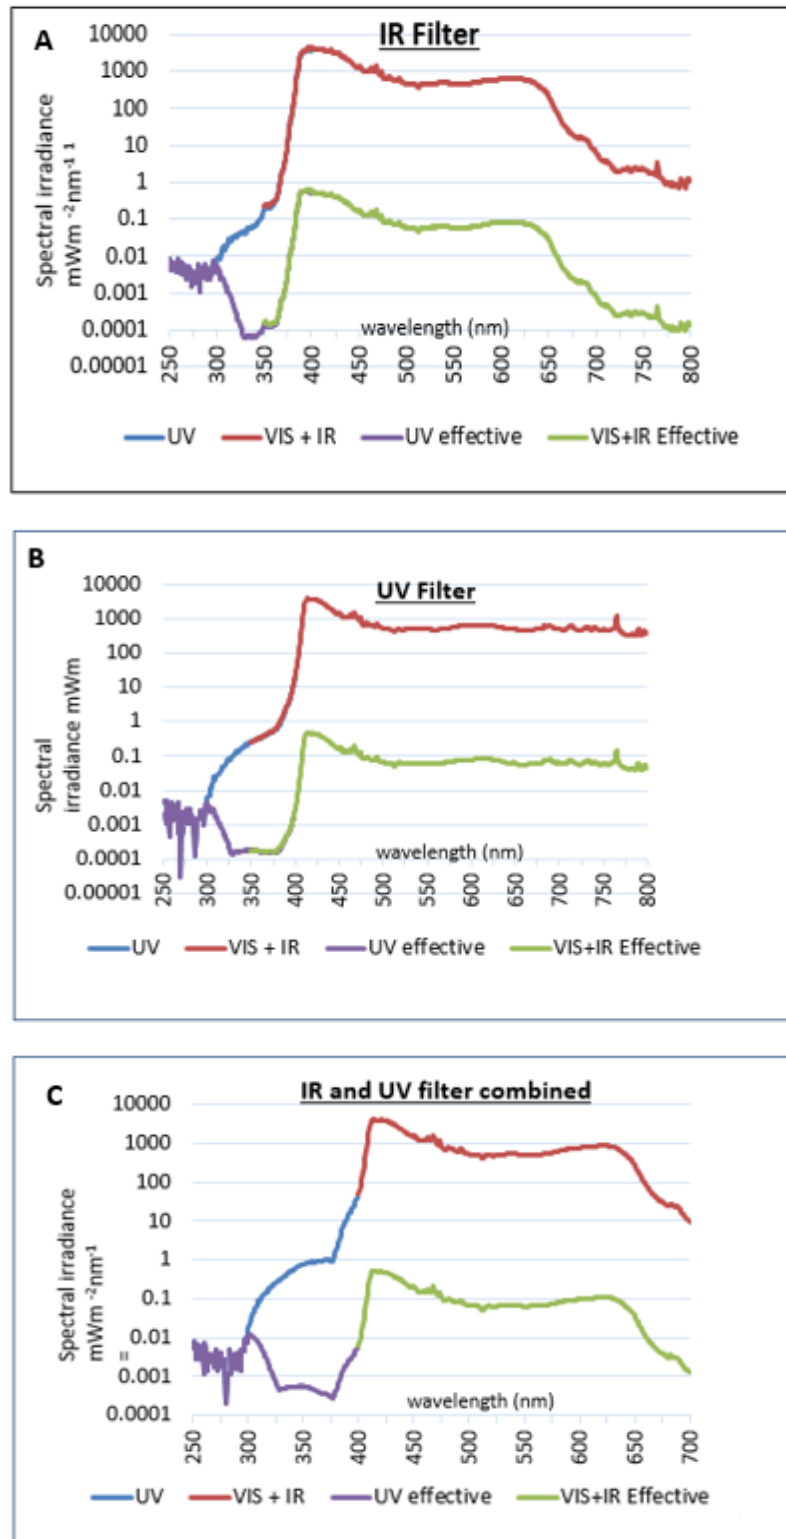 A
IR Filter
Spectral irradiance
mWm ⁻²nm⁻¹ ¹
10000
1000
100
10
1
0.1
0.01
0.001
0.0001
0.00001
wavelength (nm)
250 300 350 400 450 500 550 600 650 700 750 800
UV VIS + IR UV effective VIS+IR Effective
B
UV Filter
Spectral
irradiance mWm
10000
1000
100
10
1
0.1
0.01
0.001
0.0001
0.00001
wavelength (nm)
250 300 350 400 450 500 550 600 650 700 750 800
UV VIS + IR UV effective VIS+IR Effective
C
IR and UV filter combined
Spectral irradiance
mWm ⁻²nm⁻¹
=
10000
1000
100
10
1
0.1
0.01
0.001
0.0001
wavelength (nm)
250 300 350 400 450 500 550 600 650 700
UV VIS + IR UV effective VIS+IR Effective